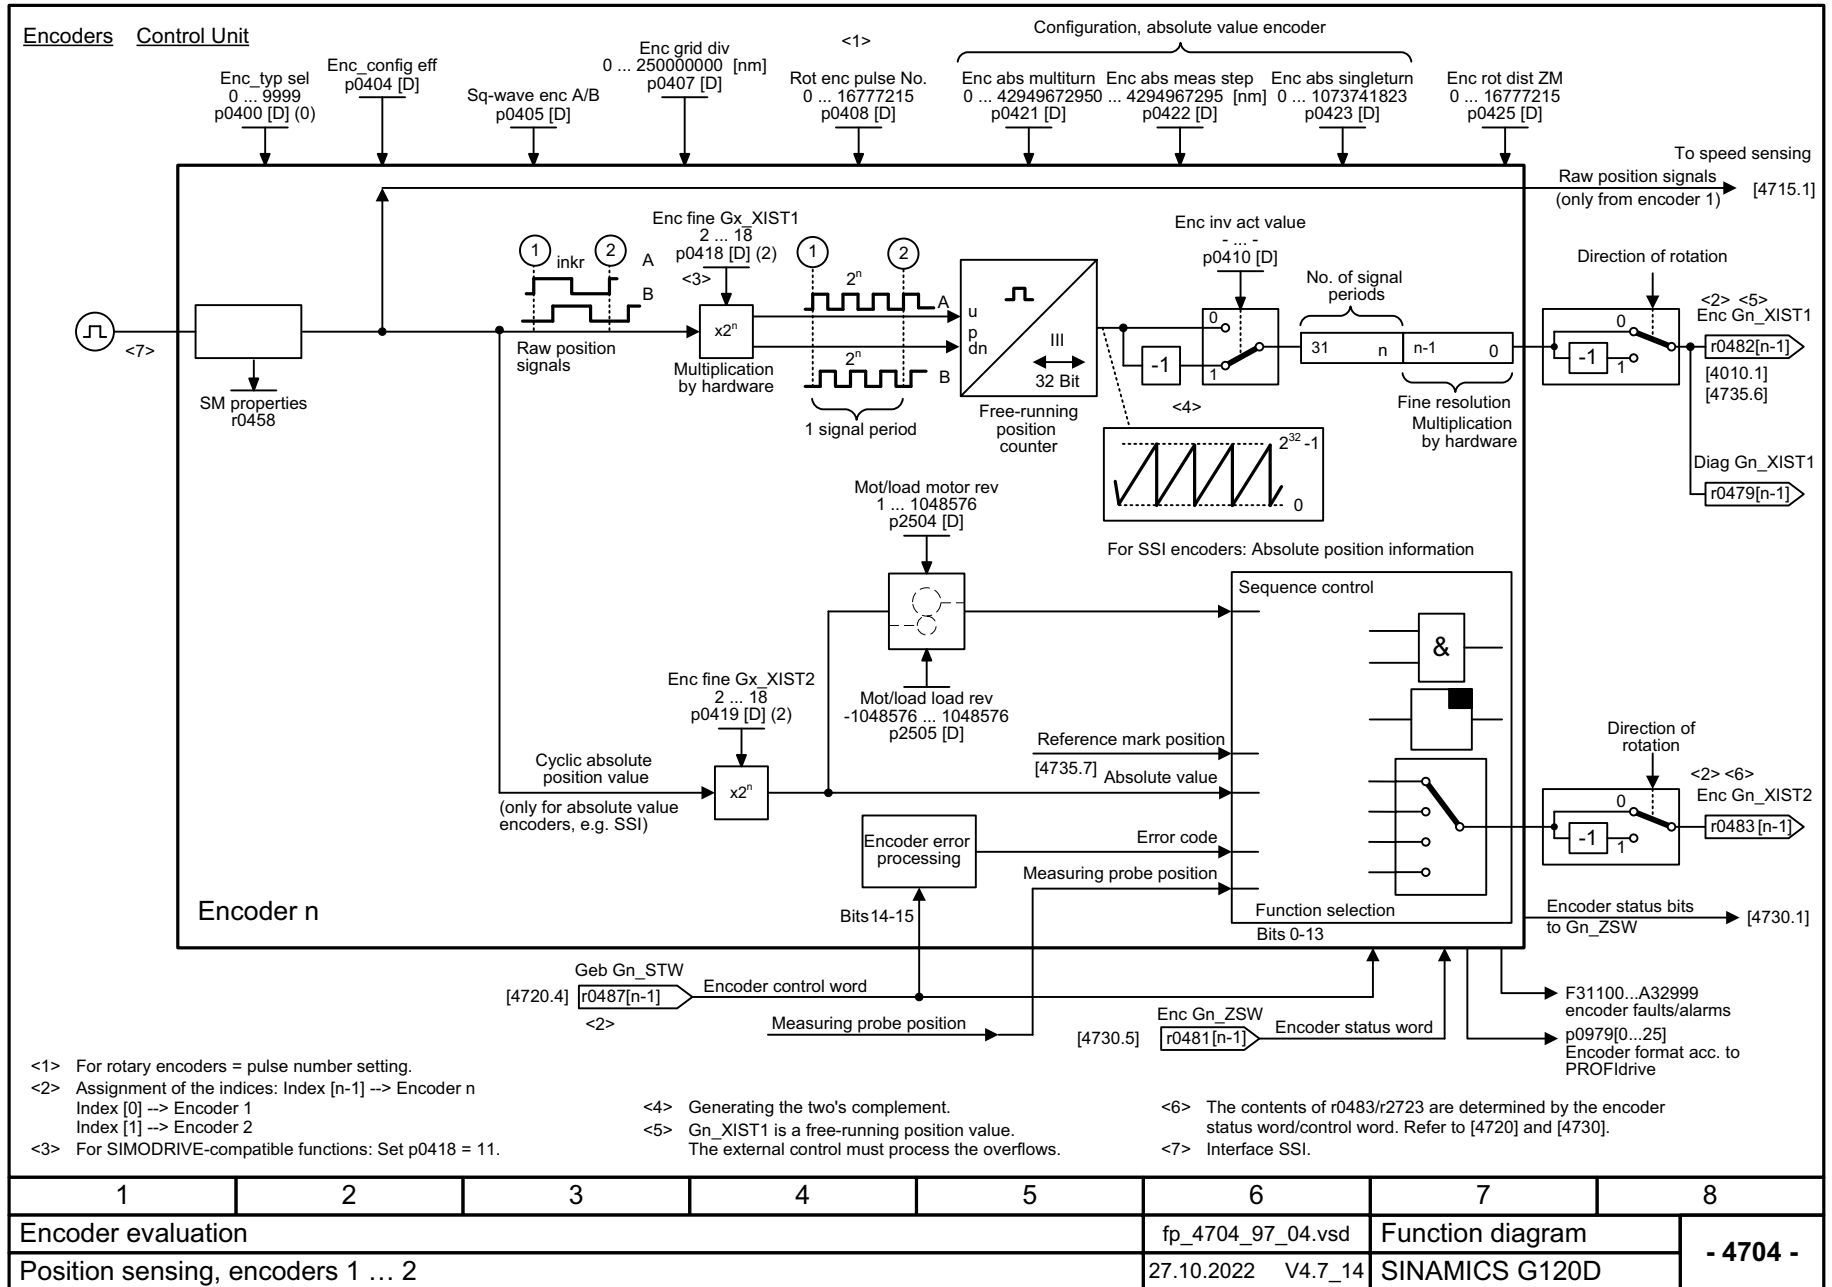 Encoders Control Unit
Enc_typ sel
0 ... 9999
p0400 [D] (0)
Enc_config eff
p0404 [D]
Sq-wave enc A/B
p0405 [D]
Enc grid div
0 ... 250000000 [nm]
p0407 [D]
<1>
Rot enc pulse No.
0 ... 16777215
p0408 [D]
Configuration, absolute value encoder
Enc abs multiturn
0 ... 4294967295
p0421 [D]
Enc abs meas step
0 ... 4294967295 [nm]
p0422 [D]
Enc abs singleturn
0 ... 1073741823
p0423 [D]
Enc rot dist ZM
0 ... 16777215
p0425 [D]
To speed sensing
Raw position signals
(only from encoder 1)
[4715.1]
<7>
SM properties
r0458
1
inkr
2
A
B
Raw position
signals
Enc fine Gx_XIST1
2 ... 18
p0418 [D] (2)
<3>
x2ⁿ
Multiplication
by hardware
1
2
2ⁿ
A
2ⁿ
B
1 signal period
u
p
dn
III
32 Bit
Free-running
position
counter
Enc inv act value
- ... -
p0410 [D]
0
-1
1
<4>
2³² -1
0
No. of signal
periods
31 n
n-1 0
Fine resolution
Multiplication
by hardware
Direction of rotation
0
-1
1
<2> <5>
Enc Gn_XIST1
r0482[n-1]
[4010.1]
[4735.6]
Diag Gn_XIST1
r0479[n-1]
Mot/load motor rev
1 ... 1048576
p2504 [D]
Mot/load load rev
-1048576 ... 1048576
p2505 [D]
For SSI encoders: Absolute position information
Sequence control
&
Enc fine Gx_XIST2
2 ... 18
p0419 [D] (2)
x2ⁿ
Cyclic absolute
position value
(only for absolute value
encoders, e.g. SSI)
Reference mark position
[4735.7]
Absolute value
Encoder error
processing
Error code
Measuring probe position
Bits 14-15
Function selection
Bits 0-13
Direction of
rotation
0
-1
1
<2> <6>
Enc Gn_XIST2
r0483[n-1]
Encoder n
Encoder status bits
to Gn_ZSW
[4730.1]
Geb Gn_STW
[4720.4]
r0487[n-1]
<2>
Encoder control word
Measuring probe position
Enc Gn_ZSW
[4730.5]
r0481[n-1]
Encoder status word
F31100...A32999
encoder faults/alarms
p0979[0...25]
Encoder format acc. to
PROFIdrive
<1> For rotary encoders = pulse number setting.
<2> Assignment of the indices: Index [n-1] --> Encoder n
Index [0] --> Encoder 1
Index [1] --> Encoder 2
<3> For SIMODRIVE-compatible functions: Set p0418 = 11.
<4> Generating the two's complement.
<5> Gn_XIST1 is a free-running position value.
The external control must process the overflows.
<6> The contents of r0483/r2723 are determined by the encoder
status word/control word. Refer to [4720] and [4730].
<7> Interface SSI.
1 2 3 4 5 6 7 8
Encoder evaluation
fp_4704_97_04.vsd
Function diagram
- 4704 -
Position sensing, encoders 1 … 2
27.10.2022 V4.7_14
SINAMICS G120D